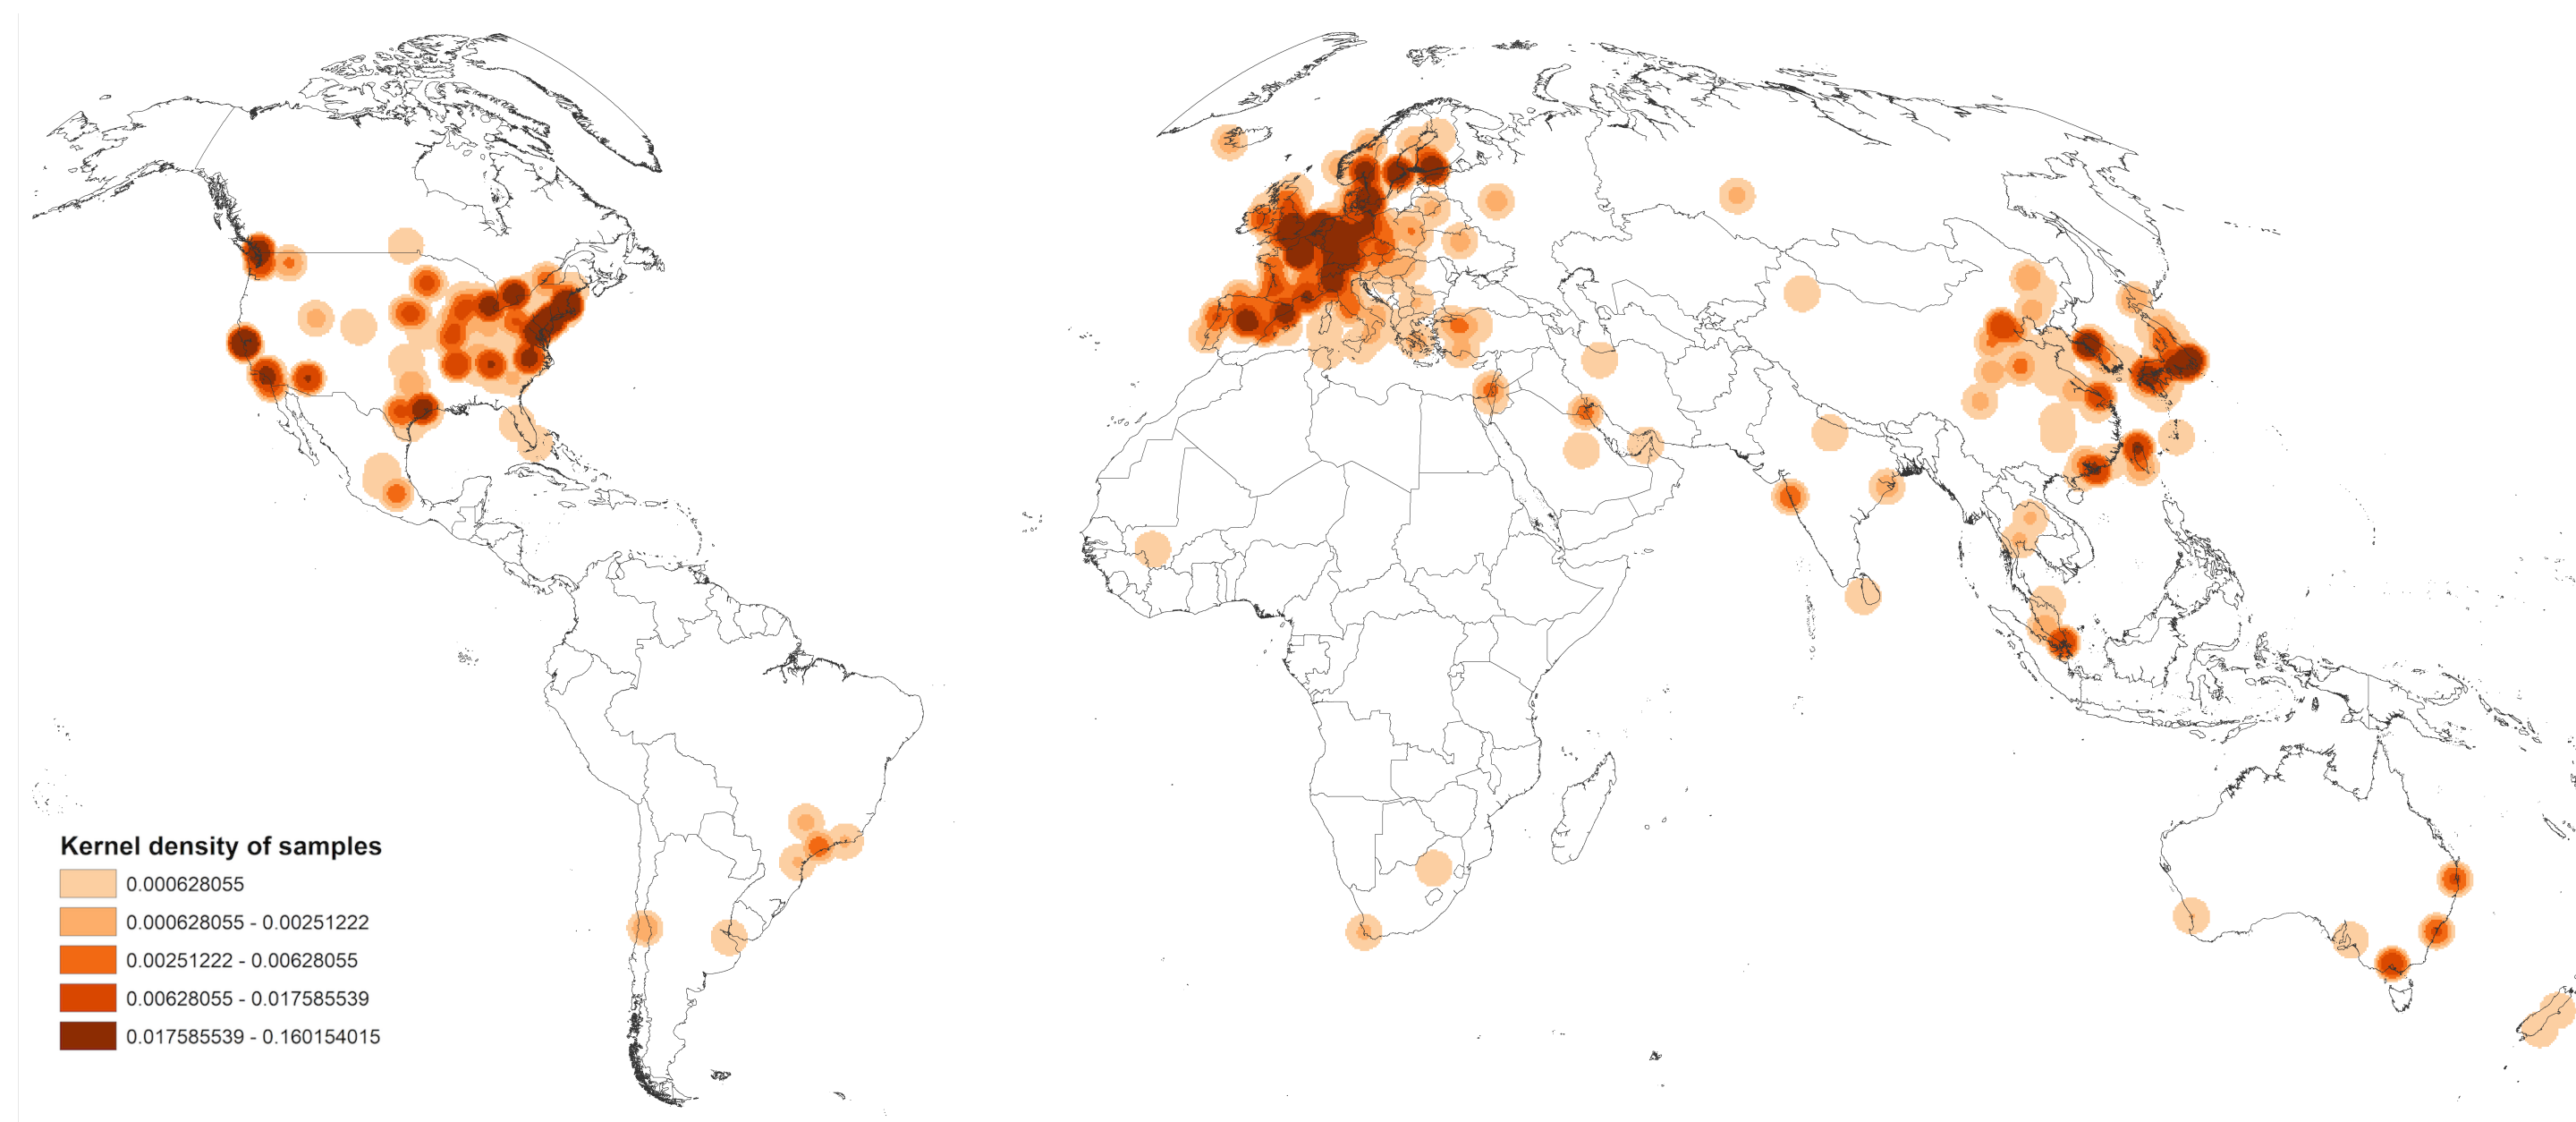 Kernel density of samples
0.000628055
0.000628055 - 0.00251222
0.00251222 - 0.00628055
0.00628055 - 0.017585539
0.017585539 - 0.160154015